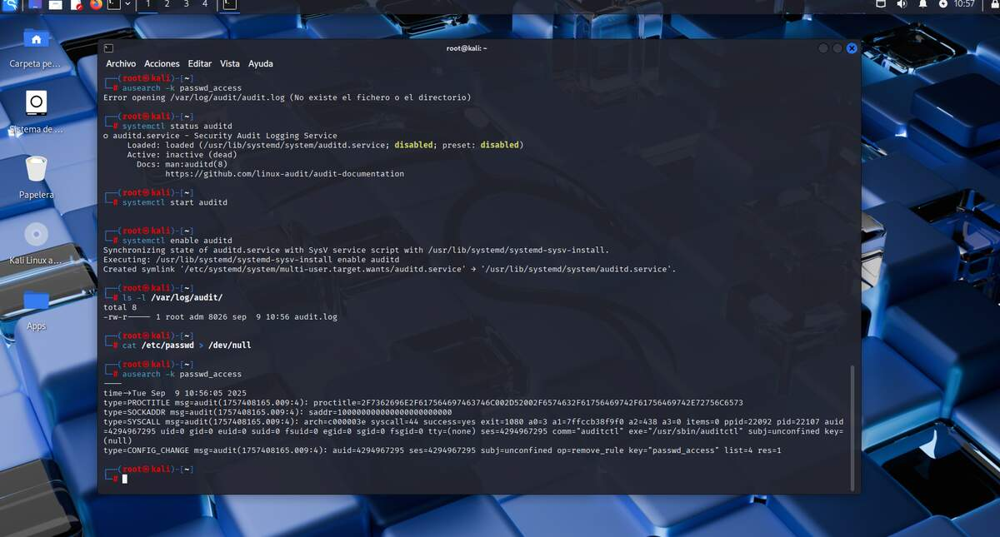 1 2 3 4
10:57
Carpeta pe...
Sistema de ...
Papelera
Kali Linux a...
Apps
root@kali: ~
Archivo Acciones Editar Vista Ayuda
┌──(root㉿kali)-[~]
└─# ausearch -k passwd_access
Error opening /var/log/audit/audit.log (No existe el fichero o el directorio)
┌──(root㉿kali)-[~]
└─# systemctl status auditd
○ auditd.service - Security Audit Logging Service
Loaded: loaded (/usr/lib/systemd/system/auditd.service; disabled; preset: disabled)
Active: inactive (dead)
Docs: man:auditd(8)
https://github.com/linux-audit/audit-documentation
┌──(root㉿kali)-[~]
└─# systemctl start auditd
┌──(root㉿kali)-[~]
└─# systemctl enable auditd
Synchronizing state of auditd.service with SysV service script with /usr/lib/systemd/systemd-sysv-install.
Executing: /usr/lib/systemd/systemd-sysv-install enable auditd
Created symlink '/etc/systemd/system/multi-user.target.wants/auditd.service' → '/usr/lib/systemd/system/auditd.service'.
┌──(root㉿kali)-[~]
└─# ls -l /var/log/audit/
total 8
-rw-r----- 1 root adm 8026 sep  9 10:56 audit.log
┌──(root㉿kali)-[~]
└─# cat /etc/passwd > /dev/null
┌──(root㉿kali)-[~]
└─# ausearch -k passwd_access
----
time->Tue Sep  9 10:56:05 2025
type=PROCTITLE msg=audit(1757408165.009:4): proctitle=2F7362696E2F617564697463746C002D52002F6574632F61756469742F61756469742E72756C6573
type=SOCKADDR msg=audit(1757408165.009:4): saddr=100000000000000000000000
type=SYSCALL msg=audit(1757408165.009:4): arch=c000003e syscall=44 success=yes exit=1080 a0=3 a1=7ffccb38f9f0 a2=438 a3=0 items=0 ppid=22092 pid=22107 auid
=4294967295 uid=0 gid=0 euid=0 suid=0 fsuid=0 egid=0 sgid=0 fsgid=0 tty=(none) ses=4294967295 comm="auditctl" exe="/usr/sbin/auditctl" subj=unconfined key=
(null)
type=CONFIG_CHANGE msg=audit(1757408165.009:4): auid=4294967295 ses=4294967295 subj=unconfined op=remove_rule key="passwd_access" list=4 res=1
┌──(root㉿kali)-[~]
└─#